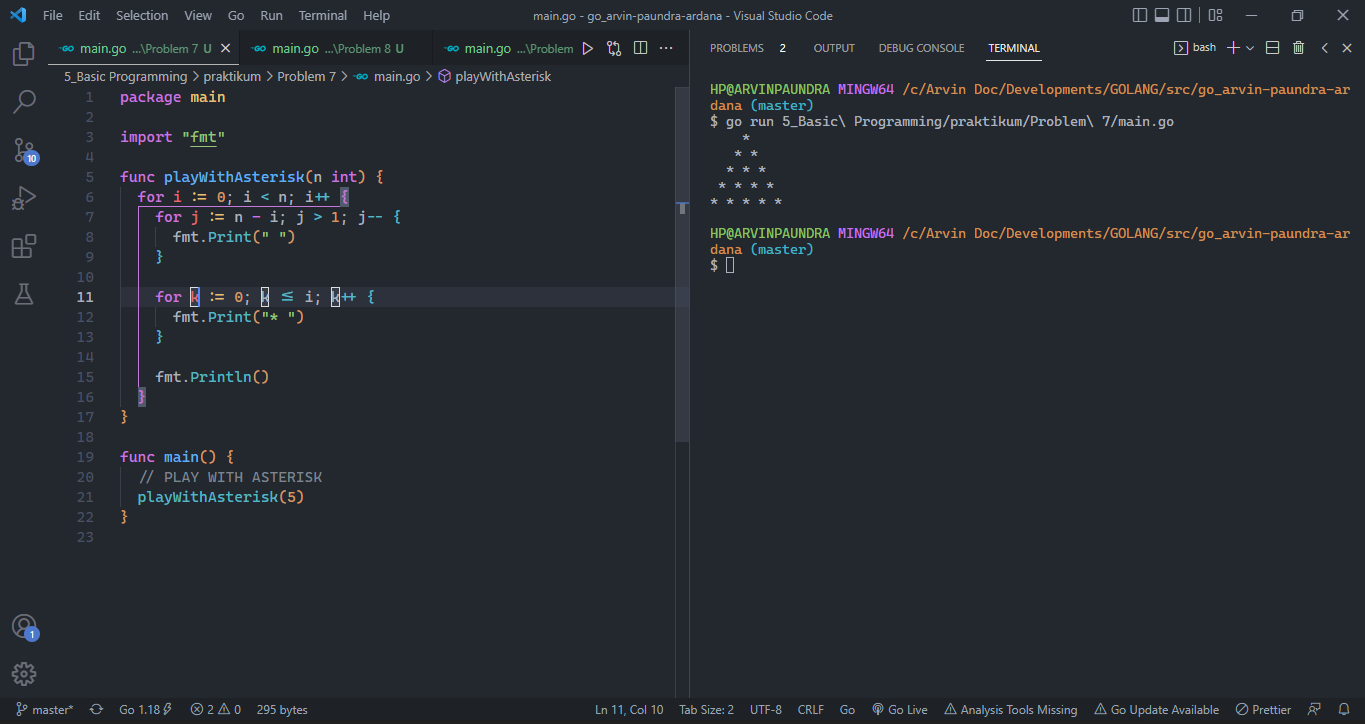 File Edit Selection View Go Run Terminal Help main.go - go_arvin-paundra-ardana - Visual Studio Code
main.go ...\Problem 7 U main.go ...\Problem 8 U main.go ...\Problem
5_Basic Programming > praktikum > Problem 7 > main.go > playWithAsterisk
1 package main
2
3 import "fmt"
4
5 func playWithAsterisk(n int) {
6 for i := 0; i < n; i++ {
7 for j := n - i; j > 1; j-- {
8 fmt.Print(" ")
9 }
10
11 for k := 0; k <= i; k++ {
12 fmt.Print("* ")
13 }
14
15 fmt.Println()
16 }
17 }
18
19 func main() {
20 // PLAY WITH ASTERISK
21 playWithAsterisk(5)
22 }
23
PROBLEMS 2 OUTPUT DEBUG CONSOLE TERMINAL bash
HP@ARVINPAUNDRA MINGW64 /c/Arvin Doc/Developments/GOLANG/src/go_arvin-paundra-ar
dana (master)
$ go run 5_Basic\ Programming/praktikum/Problem\ 7/main.go
*
* *
* * *
* * * *
* * * * *
HP@ARVINPAUNDRA MINGW64 /c/Arvin Doc/Developments/GOLANG/src/go_arvin-paundra-ar
dana (master)
$
10
1
master* Go 1.18 2 0 295 bytes Ln 11, Col 10 Tab Size: 2 UTF-8 CRLF Go Go Live Analysis Tools Missing Go Update Available Prettier